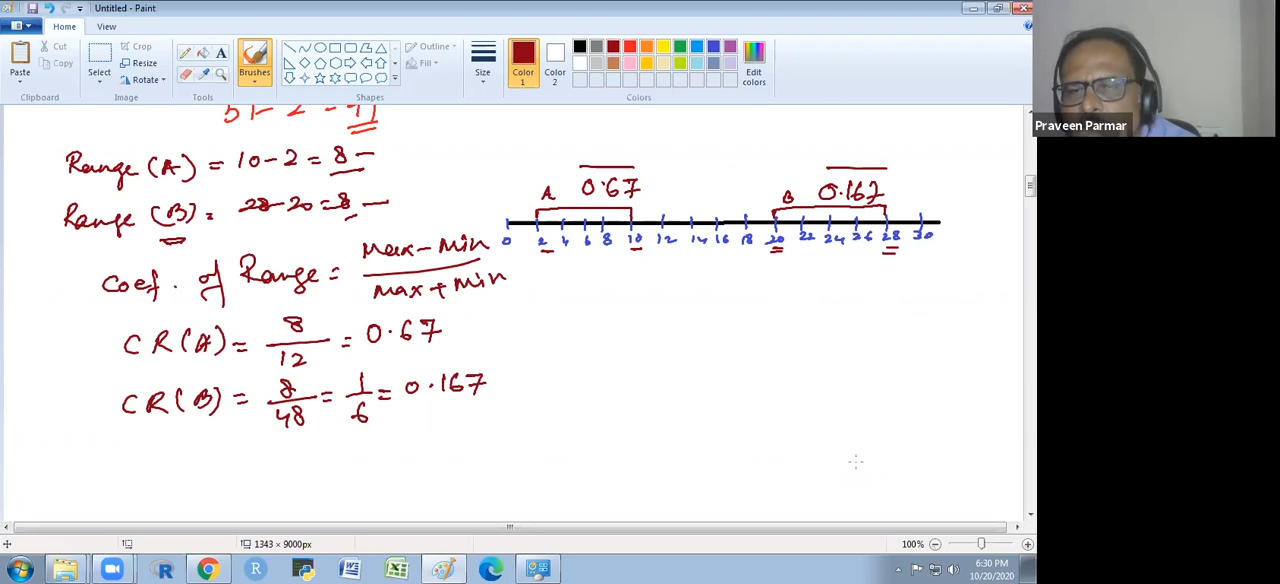 Untitled - Paint
Home View
Paste Cut Copy Select Crop Resize Rotate Brushes Outline Fill Size Color 1 Color 2 Edit colors
Clipboard Image Tools Shapes Colors
Praveen Parmar
Range (A) = 10-2 = 8 -
Range (B) = 28-20 = 8 -
Coef. of Range = Max - Min
Max + Min
CR(A) = 8/12 = 0.67
CR(B) = 8/48 = 1/6 = 0.167
A 0.67 B 0.167
0 2 4 6 8 10 12 14 16 18 20 22 24 26 28 30
1343 × 9000px 100%
6:30 PM
10/20/2020